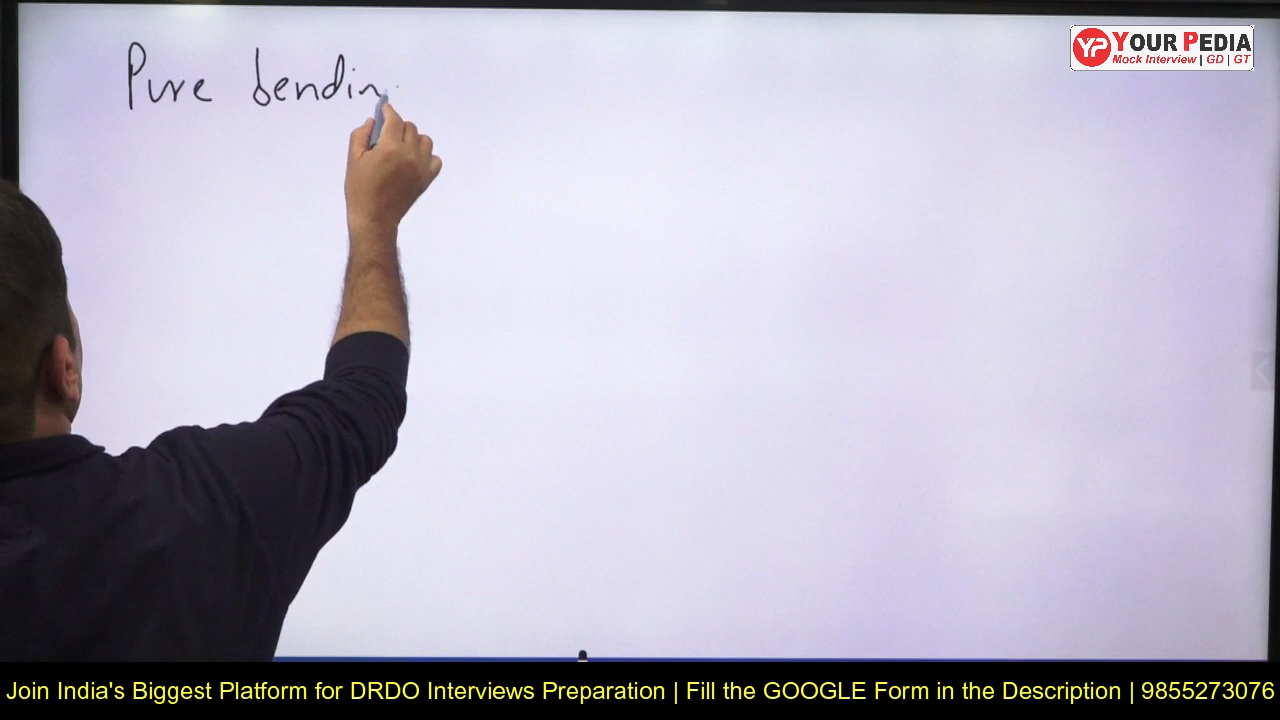 Pure bendin
YP YOUR PEDIA
Mock Interview | GD | GT
Join India's Biggest Platform for DRDO Interviews Preparation | Fill the GOOGLE Form in the Description | 9855273076